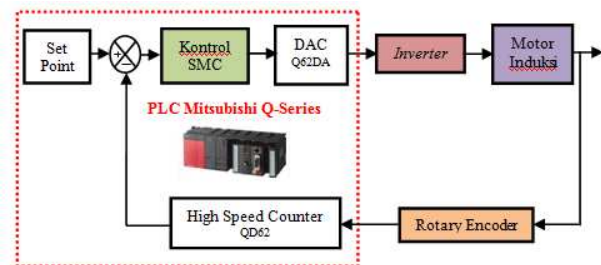 Set
Point
Kontrol
SMC
DAC
Q62DA
Inverter
Motor
Induksi
PLC Mitsubishi Q-Series
High Speed Counter
QD62
Rotary Encoder